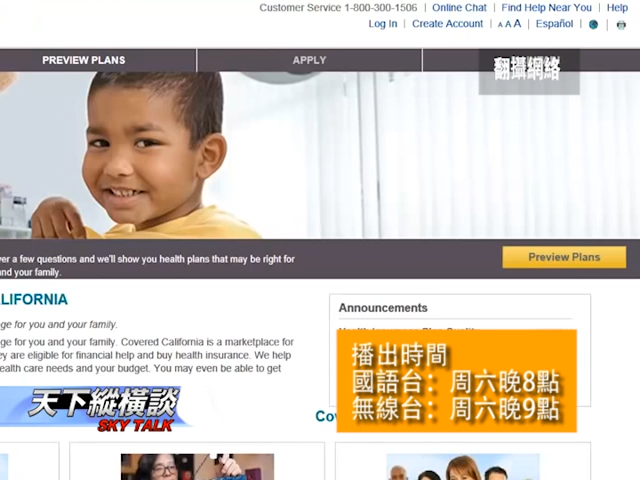 Customer Service 1-800-300-1506 | Online Chat | Find Help Near You | Help
Log In | Create Account | A A A | Español
PREVIEW PLANS
APPLY
翻攝網絡
er a few questions and we'll show you health plans that may be right for
and your family.
Preview Plans
ALIFORNIA
Announcements
ge for you and your family.
ge for you and your family. Covered California is a marketplace for
ey are eligible for financial help and buy health insurance. We help
ealth care needs and your budget. You may even be able to get
播出時間
國語台：周六晚8點
無線台：周六晚9點
天下縱橫談
SKY TALK
Co